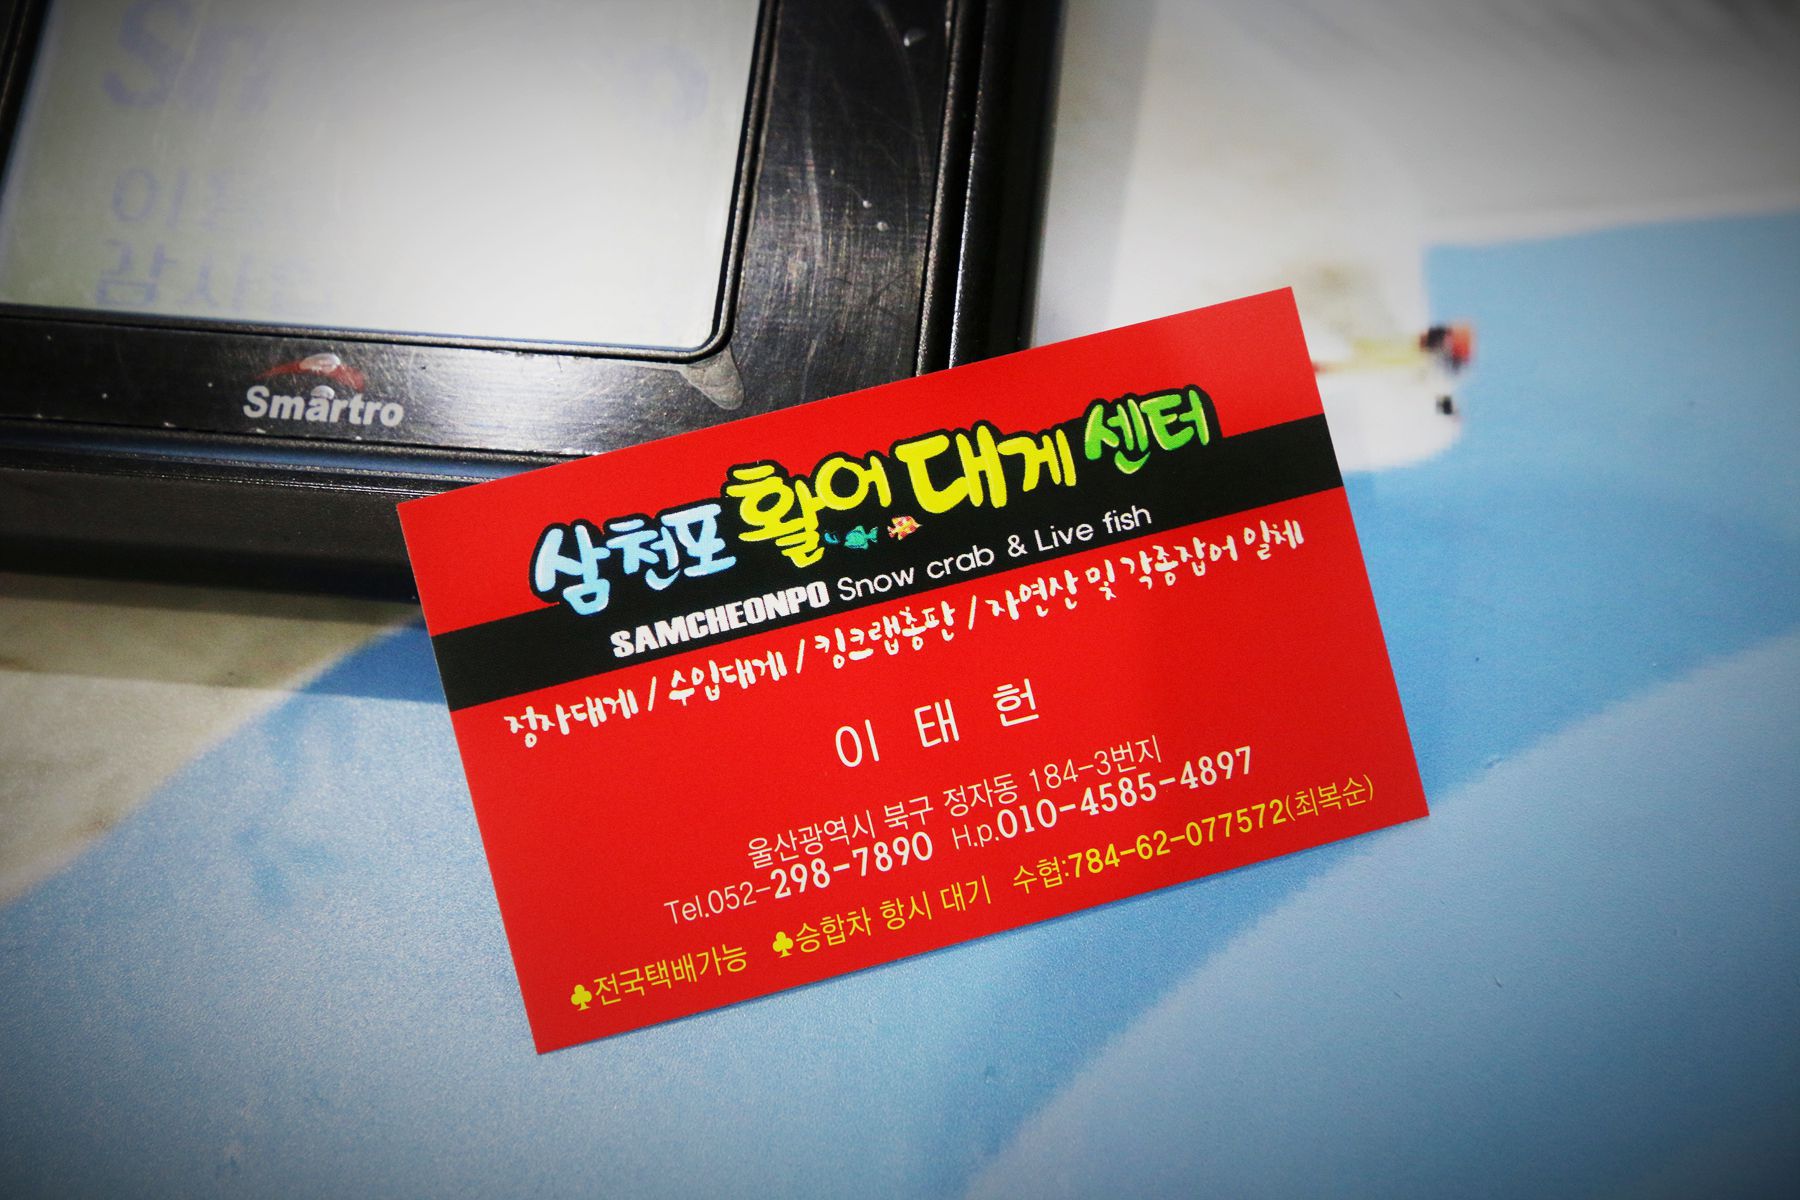 Smartro
삼천포 활어 대게 센터
SAMCHEONPO Snow crab & Live fish
정자대게 / 수입대게 / 킹크랩총판 / 자연산 및 각종잡어 일체
이 태 헌
울산광역시 북구 정자동 184-3번지
Tel.052-298-7890 H.p.010-4585-4897
♣전국택배가능 ♣승합차 항시 대기 수협:784-62-077572(최복순)